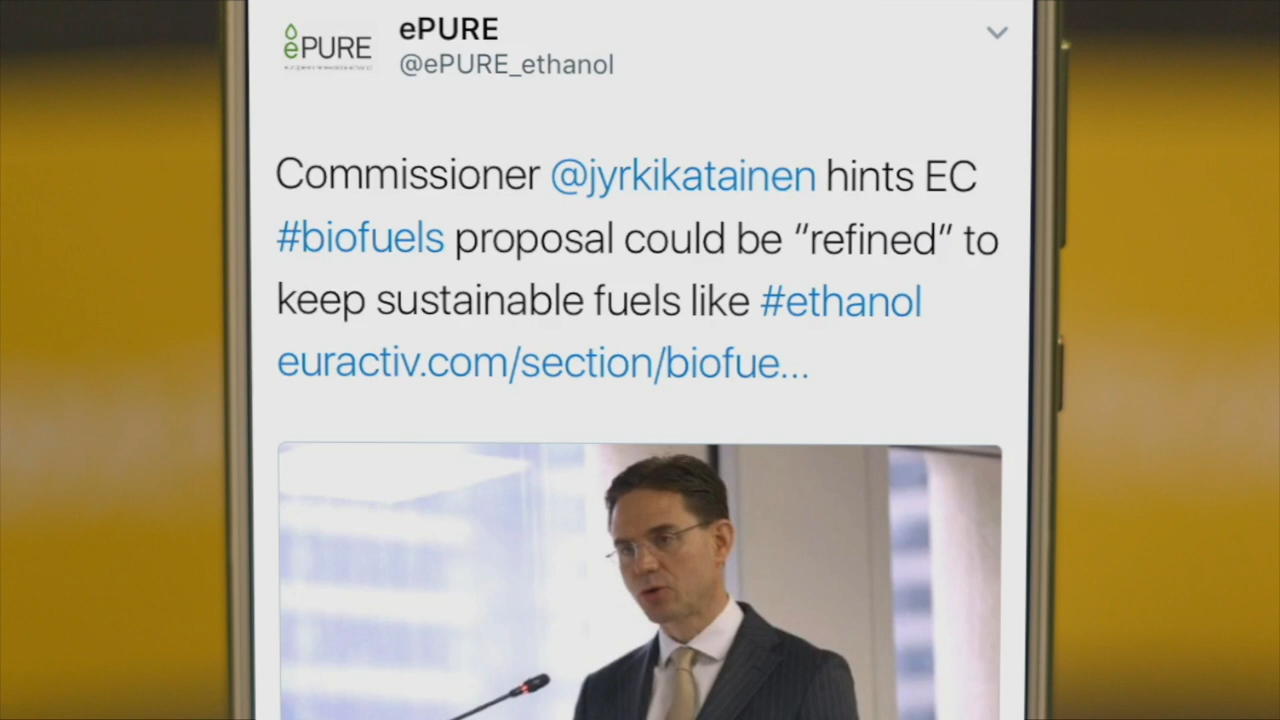 ePURE
ePURE
@ePURE_ethanol
Commissioner @jyrkikatainen hints EC
#biofuels proposal could be “refined” to
keep sustainable fuels like #ethanol
euractiv.com/section/biofue...